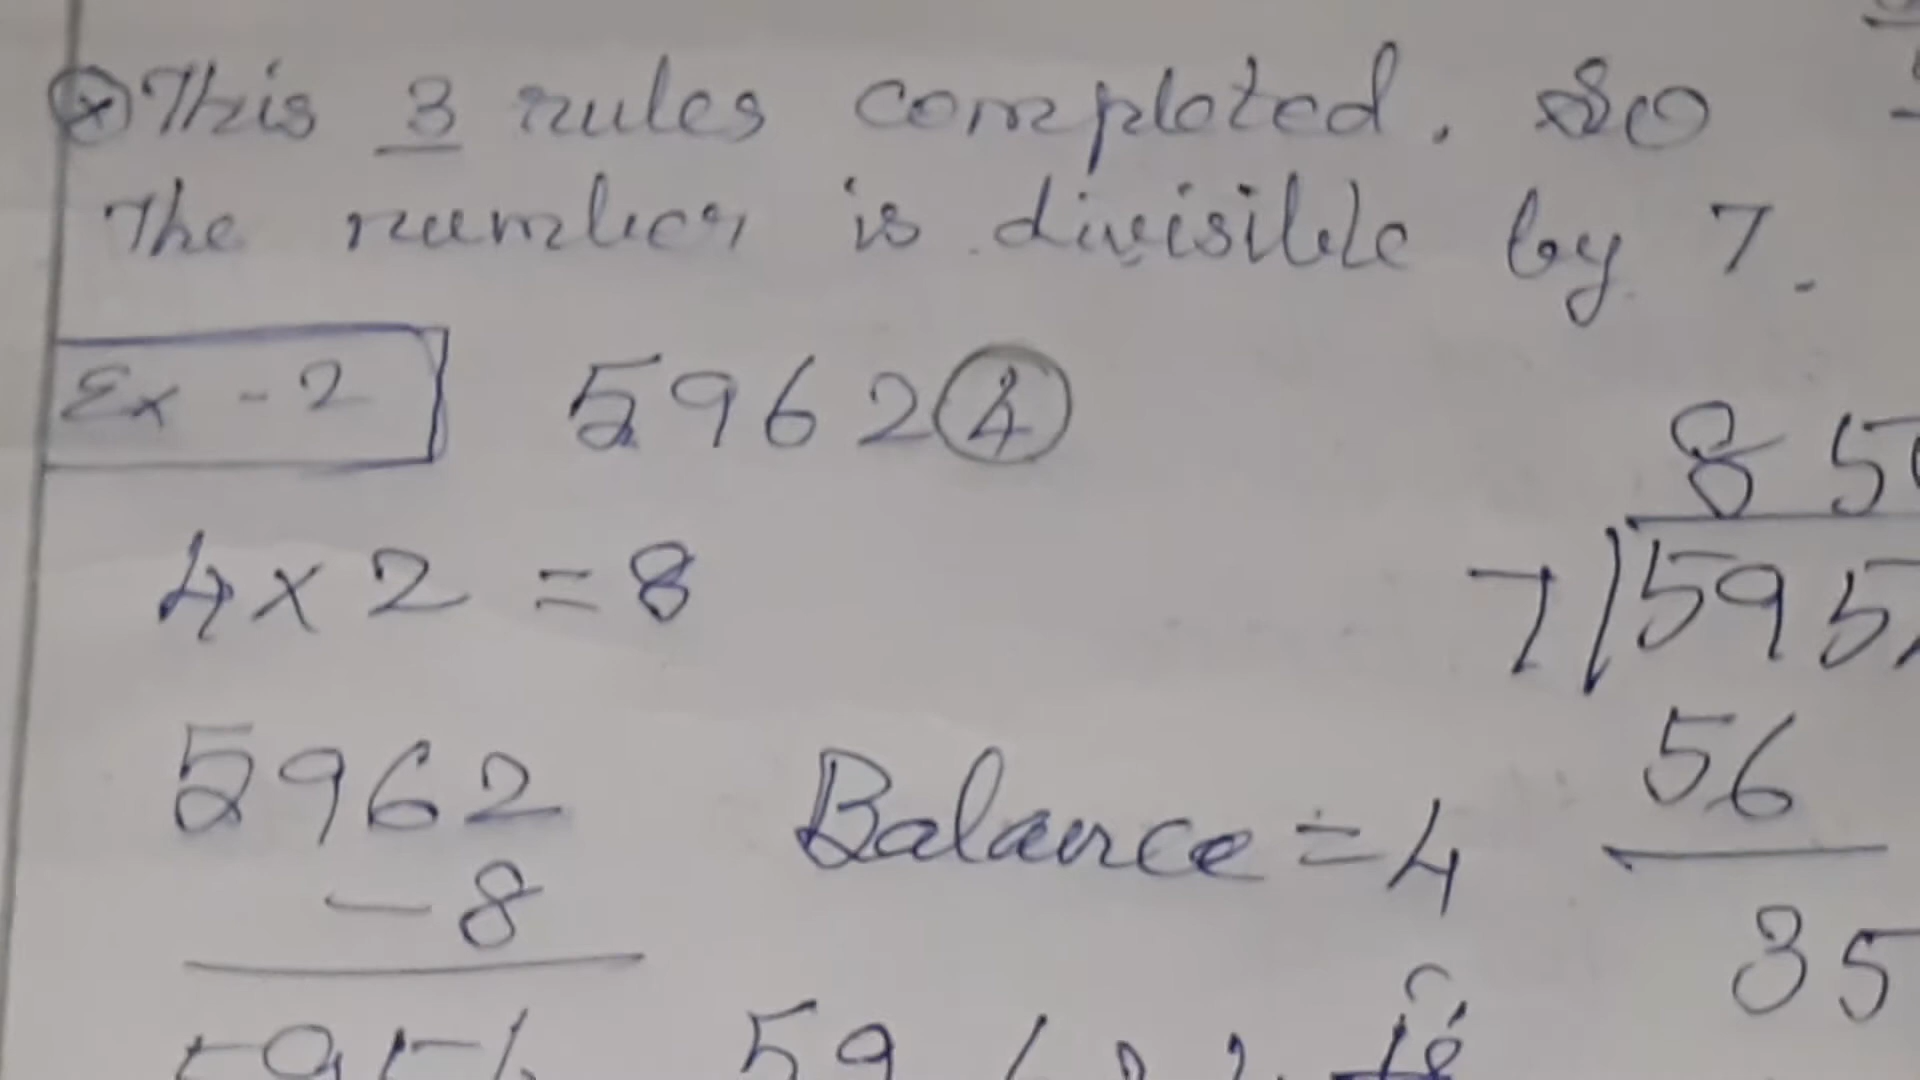 This 3 rules completed. So
The number is divisible by 7.
Ex - 2 59624
4 × 2 = 8
5962
- 8
Balance = 4
85
7)595
56
35
59